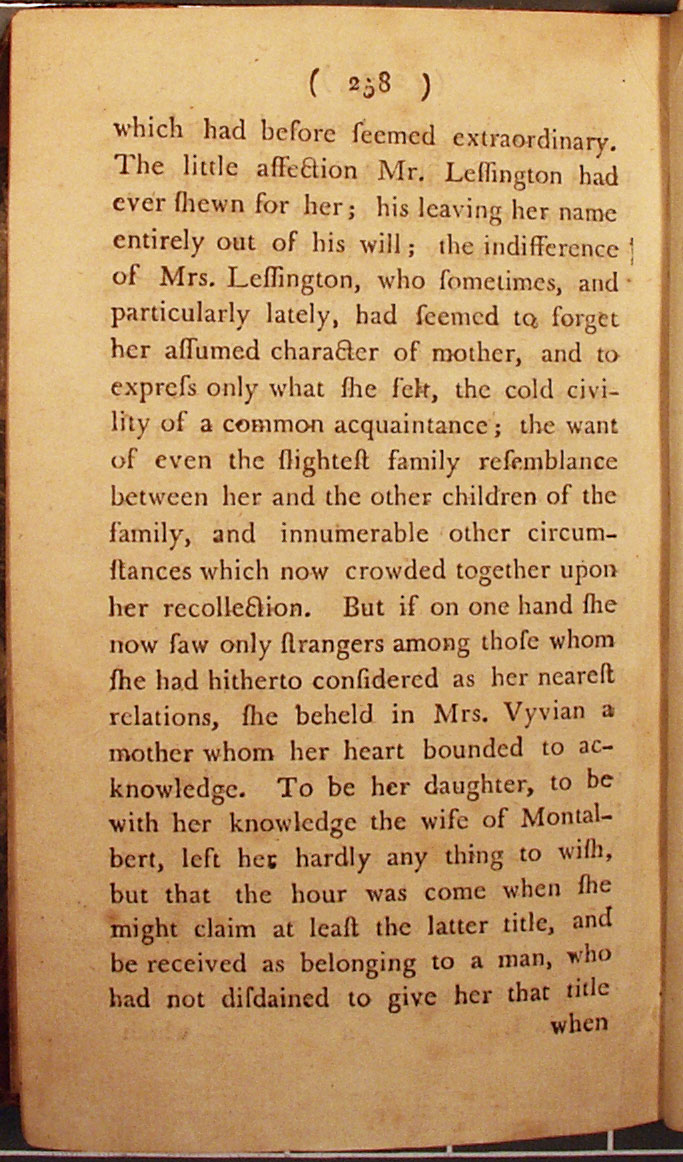 ( 238 )
which had before ſeemed extraordinary.
The little affection Mr. Leſſington had
ever ſhewn for her; his leaving her name
entirely out of his will; the indifference
of Mrs. Leſſington, who ſometimes, and
particularly lately, had ſeemed to forget
her aſſumed character of mother, and to
expreſs only what ſhe felt, the cold civi-
lity of a common acquaintance; the want
of even the ſlighteſt family reſemblance
between her and the other children of the
family, and innumerable other circum-
ſtances which now crowded together upon
her recollection. But if on one hand ſhe
now ſaw only ſtrangers among thoſe whom
ſhe had hitherto conſidered as her neareſt
relations, ſhe beheld in Mrs. Vyvian a
mother whom her heart bounded to ac-
knowledge. To be her daughter, to be
with her knowledge the wife of Montal-
bert, left her hardly any thing to wiſh,
but that the hour was come when ſhe
might claim at leaſt the latter title, and
be received as belonging to a man, who
had not diſdained to give her that title
when